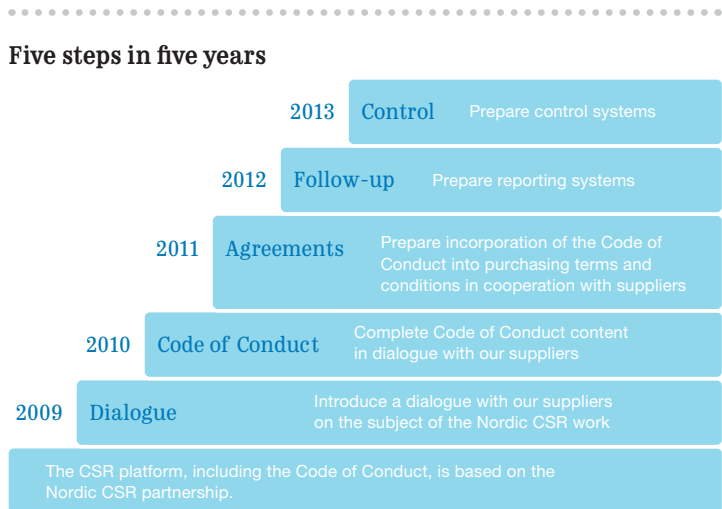 Five steps in five years
2013 Control Prepare control systems
2012 Follow-up Prepare reporting systems
2011 Agreements Prepare incorporation of the Code of
Conduct into purchasing terms and
conditions in cooperation with suppliers
2010 Code of Conduct Complete Code of Conduct content
in dialogue with our suppliers
2009 Dialogue Introduce a dialogue with our suppliers
on the subject of the Nordic CSR work
The CSR platform, including the Code of Conduct, is based on the
Nordic CSR partnership.